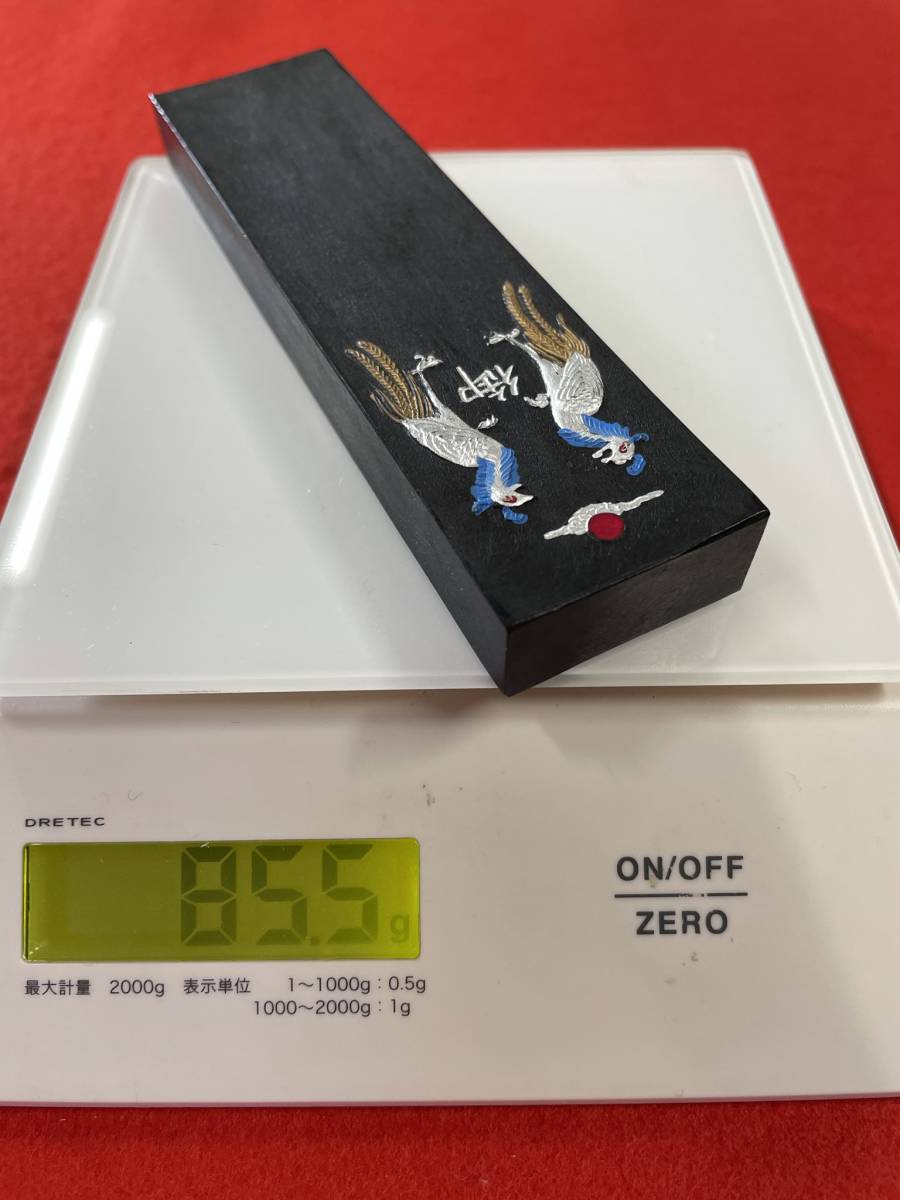 御
DRETEC
85.5g
最大計量 2000g 表示単位 1〜1000g:0.5g
1000〜2000g:1g
ON/OFF
ZERO